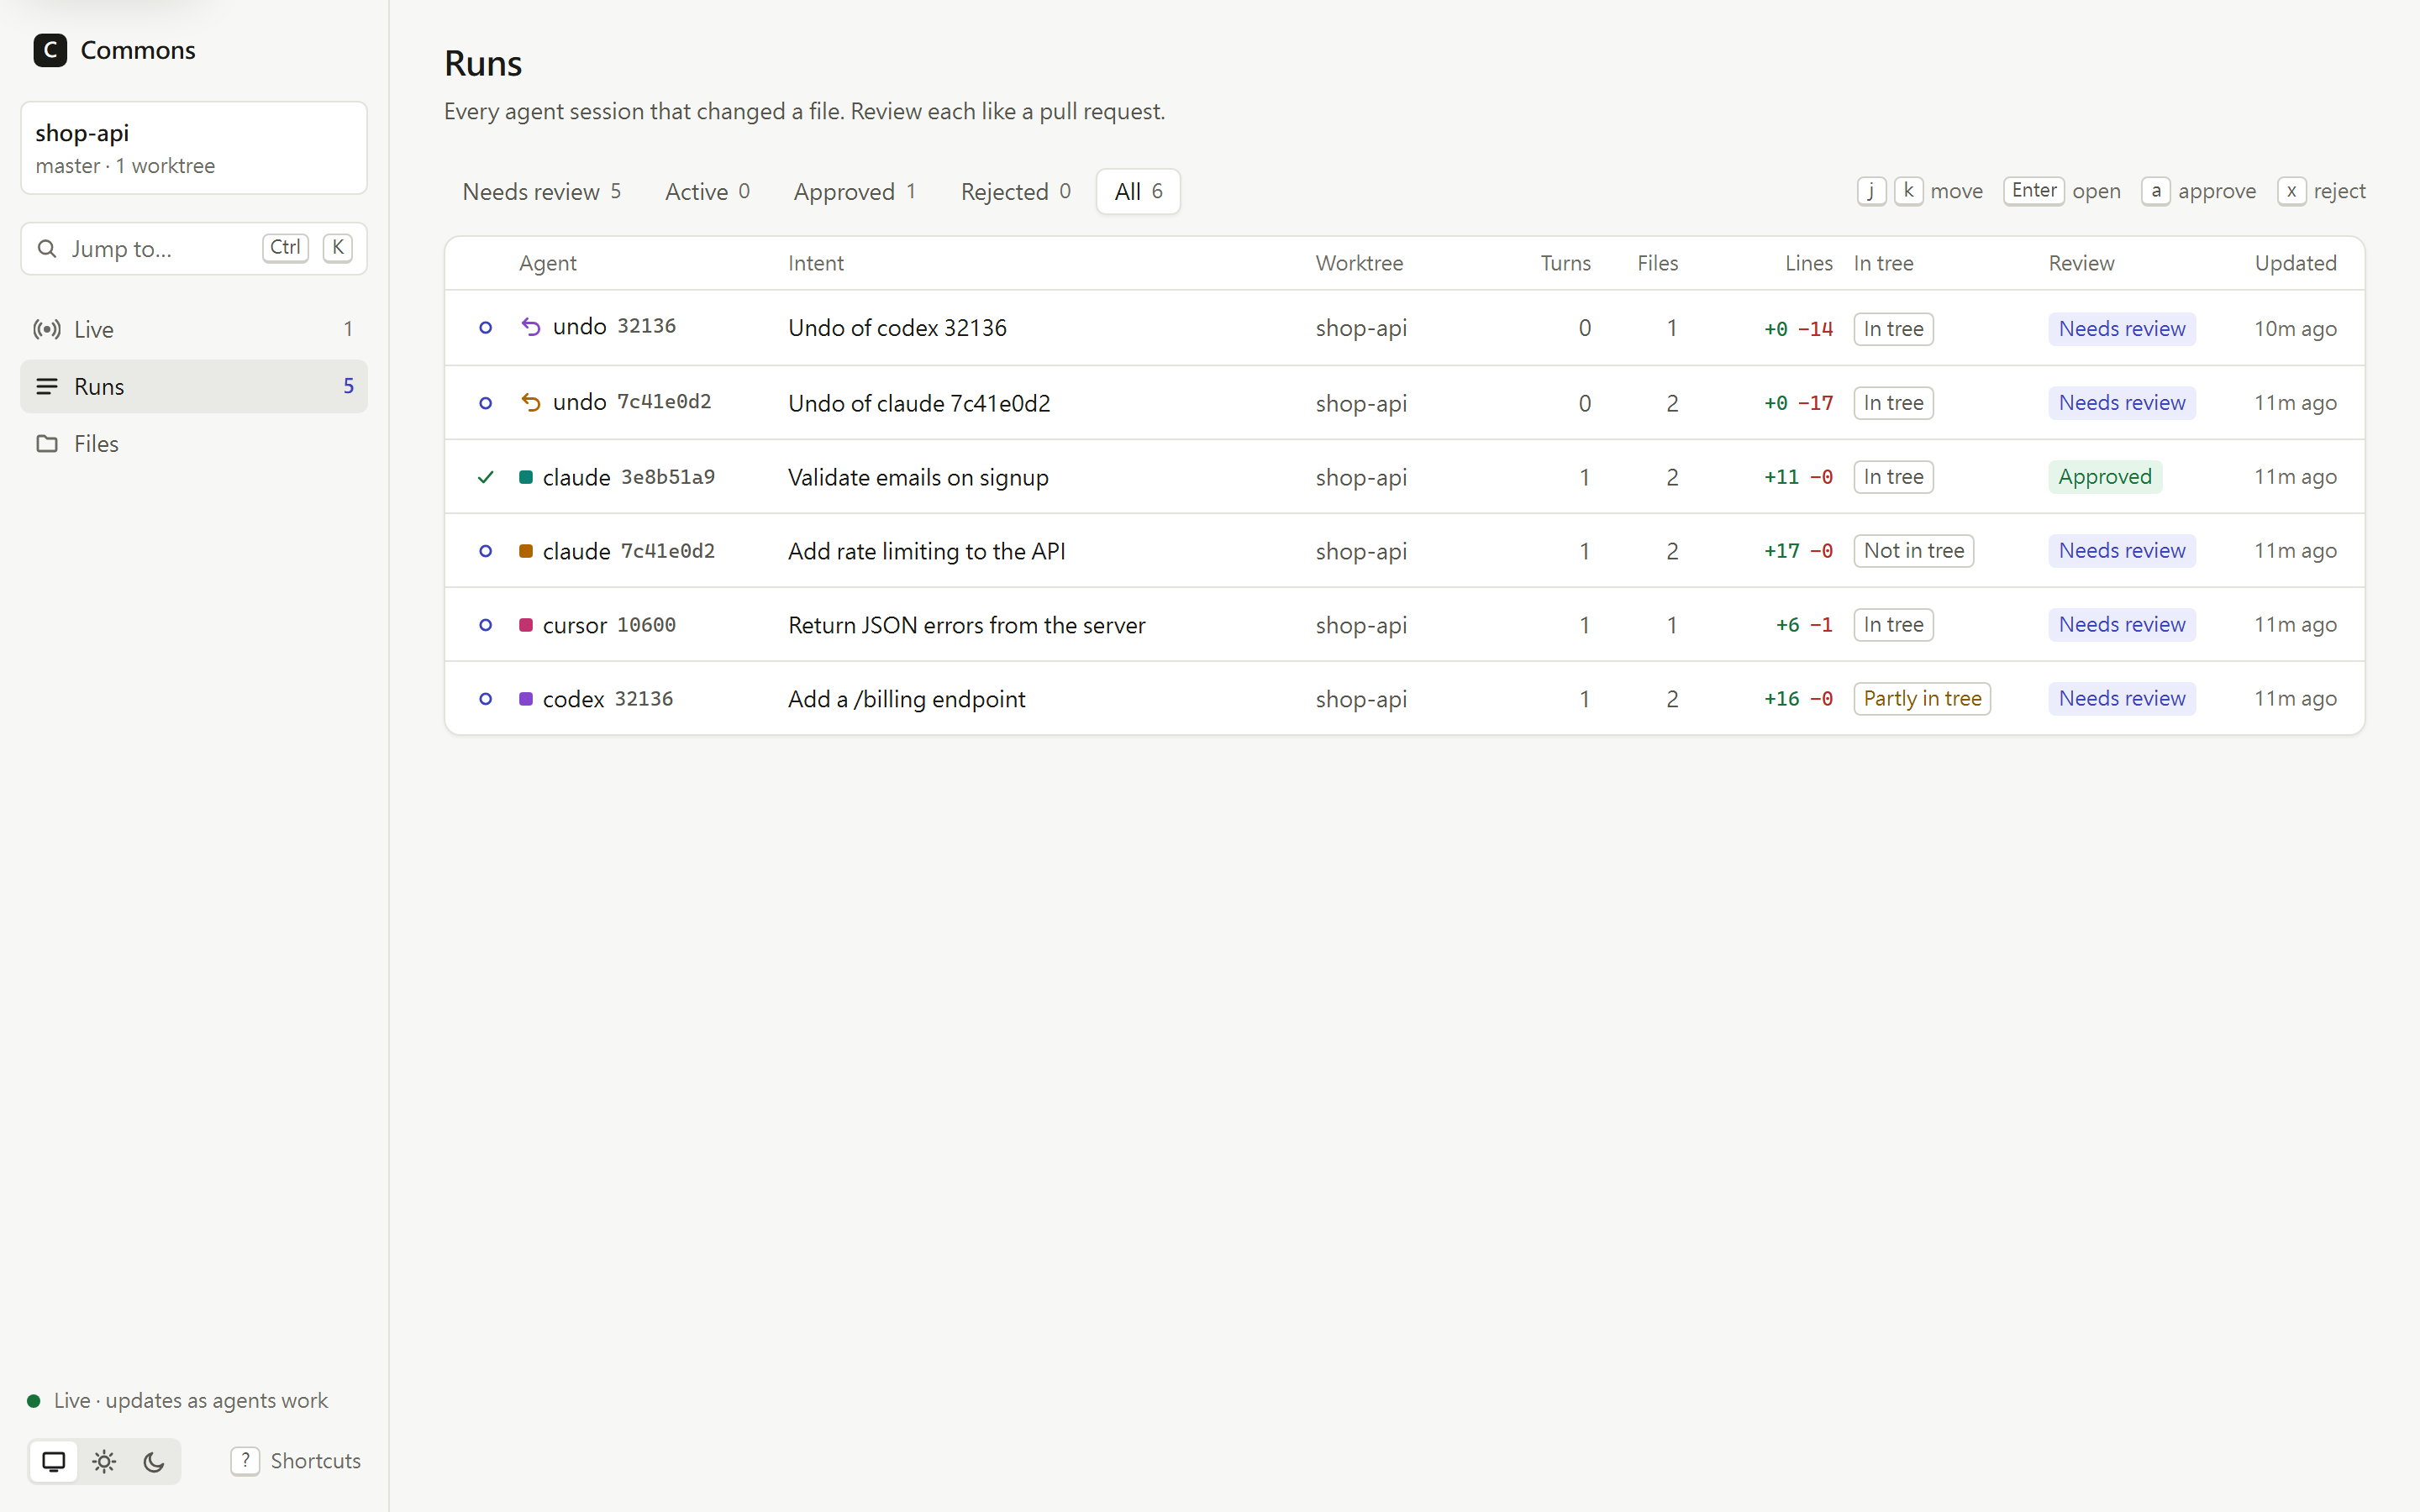 C Commons
shop-api
master · 1 worktree
Jump to... Ctrl K
Live 1
Runs 5
Files
Live · updates as agents work
? Shortcuts
Runs
Every agent session that changed a file. Review each like a pull request.
Needs review 5 Active 0 Approved 1 Rejected 0 All 6
j k move Enter open a approve x reject
Agent Intent Worktree Turns Files Lines In tree Review Updated
undo 32136 Undo of codex 32136 shop-api 0 1 +0 −14 In tree Needs review 10m ago
undo 7c41e0d2 Undo of claude 7c41e0d2 shop-api 0 2 +0 −17 In tree Needs review 11m ago
claude 3e8b51a9 Validate emails on signup shop-api 1 2 +11 −0 In tree Approved 11m ago
claude 7c41e0d2 Add rate limiting to the API shop-api 1 2 +17 −0 Not in tree Needs review 11m ago
cursor 10600 Return JSON errors from the server shop-api 1 1 +6 −1 In tree Needs review 11m ago
codex 32136 Add a /billing endpoint shop-api 1 2 +16 −0 Partly in tree Needs review 11m ago